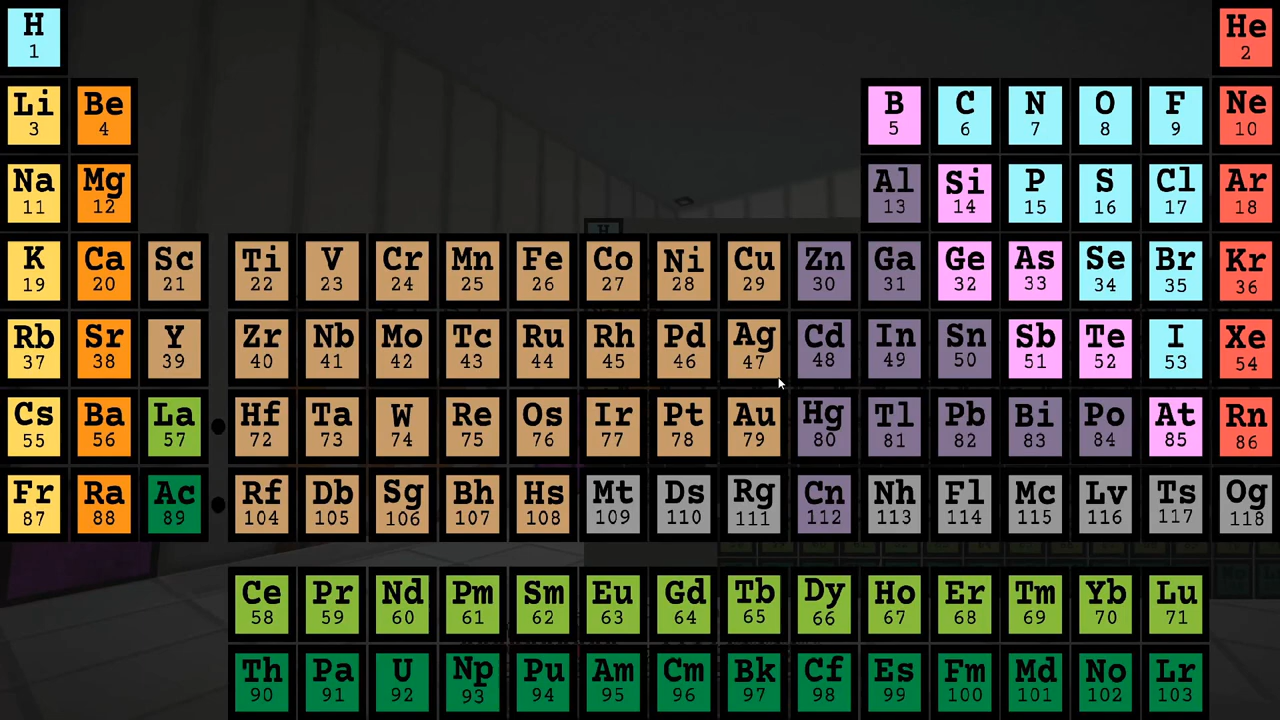 H He
1 2
Li Be B C N O F Ne
3 4 5 6 7 8 9 10
Na Mg Al Si P S Cl Ar
11 12 13 14 15 16 17 18
K Ca Sc Ti V Cr Mn Fe Co Ni Cu Zn Ga Ge As Se Br Kr
19 20 21 22 23 24 25 26 27 28 29 30 31 32 33 34 35 36
Rb Sr Y Zr Nb Mo Tc Ru Rh Pd Ag Cd In Sn Sb Te I Xe
37 38 39 40 41 42 43 44 45 46 47 48 49 50 51 52 53 54
Cs Ba La Hf Ta W Re Os Ir Pt Au Hg Tl Pb Bi Po At Rn
55 56 57 72 73 74 75 76 77 78 79 80 81 82 83 84 85 86
Fr Ra Ac Rf Db Sg Bh Hs Mt Ds Rg Cn Nh Fl Mc Lv Ts Og
87 88 89 104 105 106 107 108 109 110 111 112 113 114 115 116 117 118
Ce Pr Nd Pm Sm Eu Gd Tb Dy Ho Er Tm Yb Lu
58 59 60 61 62 63 64 65 66 67 68 69 70 71
Th Pa U Np Pu Am Cm Bk Cf Es Fm Md No Lr
90 91 92 93 94 95 96 97 98 99 100 101 102 103